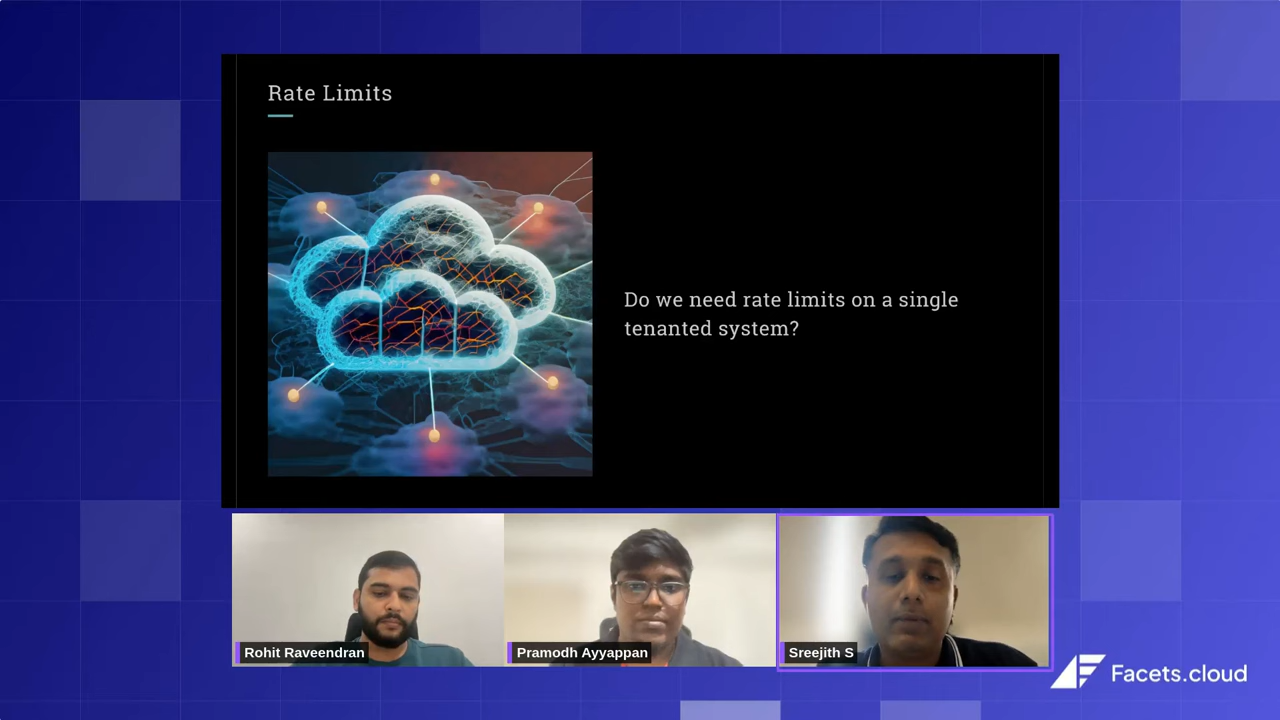 Rate Limits
Do we need rate limits on a single
tenanted system?
Rohit Raveendran
Pramodh Ayyappan
Sreejith S
Facets.cloud